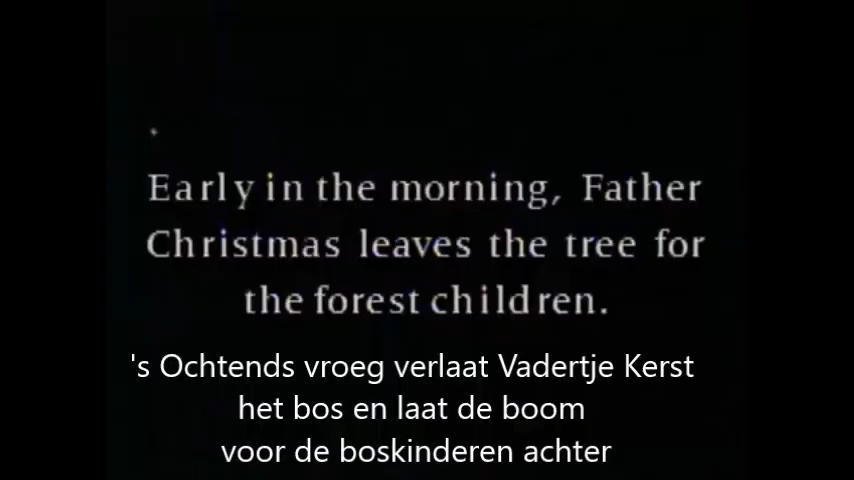 Early in the morning, Father
Christmas leaves the tree for
the forest children.
's Ochtends vroeg verlaat Vadertje Kerst
het bos en laat de boom
voor de boskinderen achter